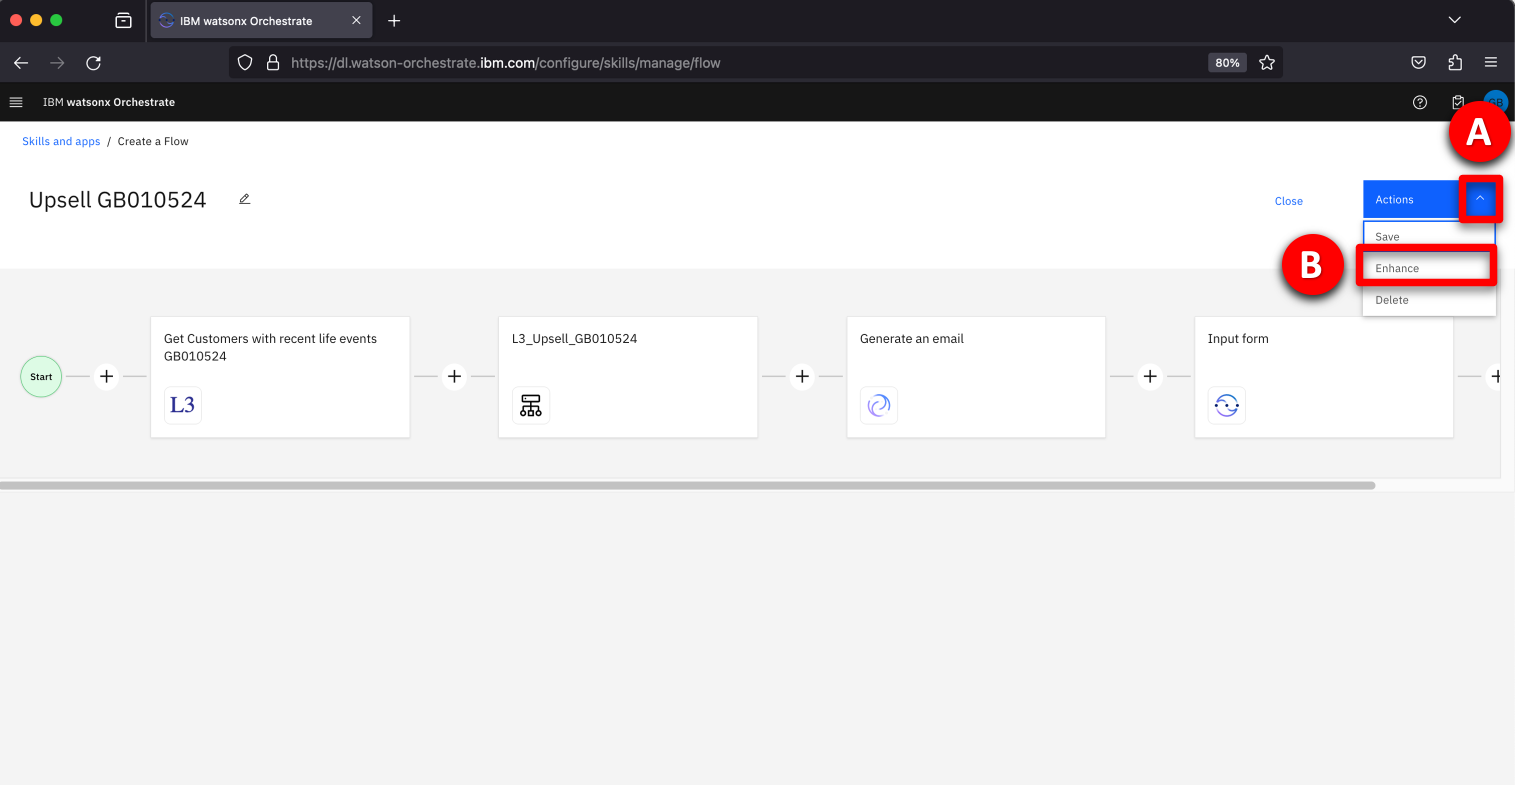 IBM watsonx Orchestrate
https://dl.watson-orchestrate.ibm.com/configure/skills/manage/flow
80%
IBM watsonx Orchestrate
GB
A
Skills and apps / Create a Flow
Upsell GB010524
Close
Actions
Save
B
Enhance
Delete
Start
Get Customers with recent life events
GB010524
L3
L3_Upsell_GB010524
Generate an email
Input form